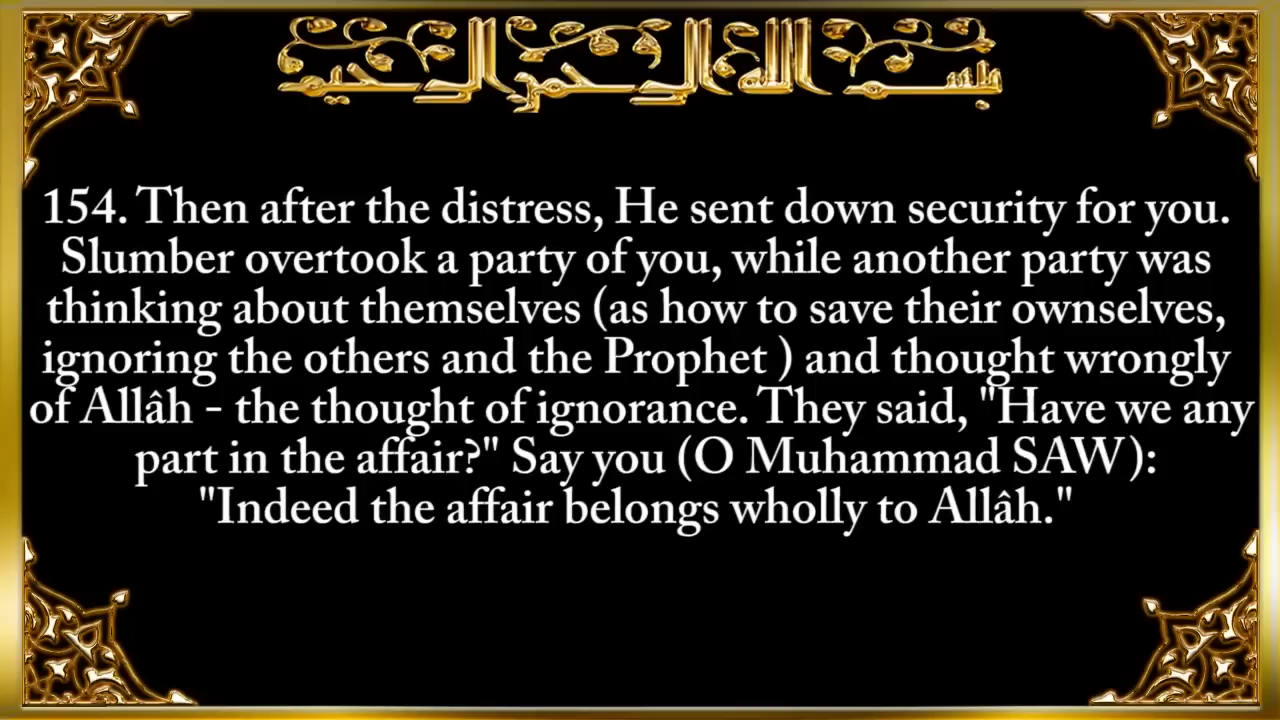 بسم الله الرحمن الرحيم
154. Then after the distress, He sent down security for you.
Slumber overtook a party of you, while another party was
thinking about themselves (as how to save their ownselves,
ignoring the others and the Prophet ) and thought wrongly
of Allâh - the thought of ignorance. They said, "Have we any
part in the affair?" Say you (O Muhammad SAW):
"Indeed the affair belongs wholly to Allâh."